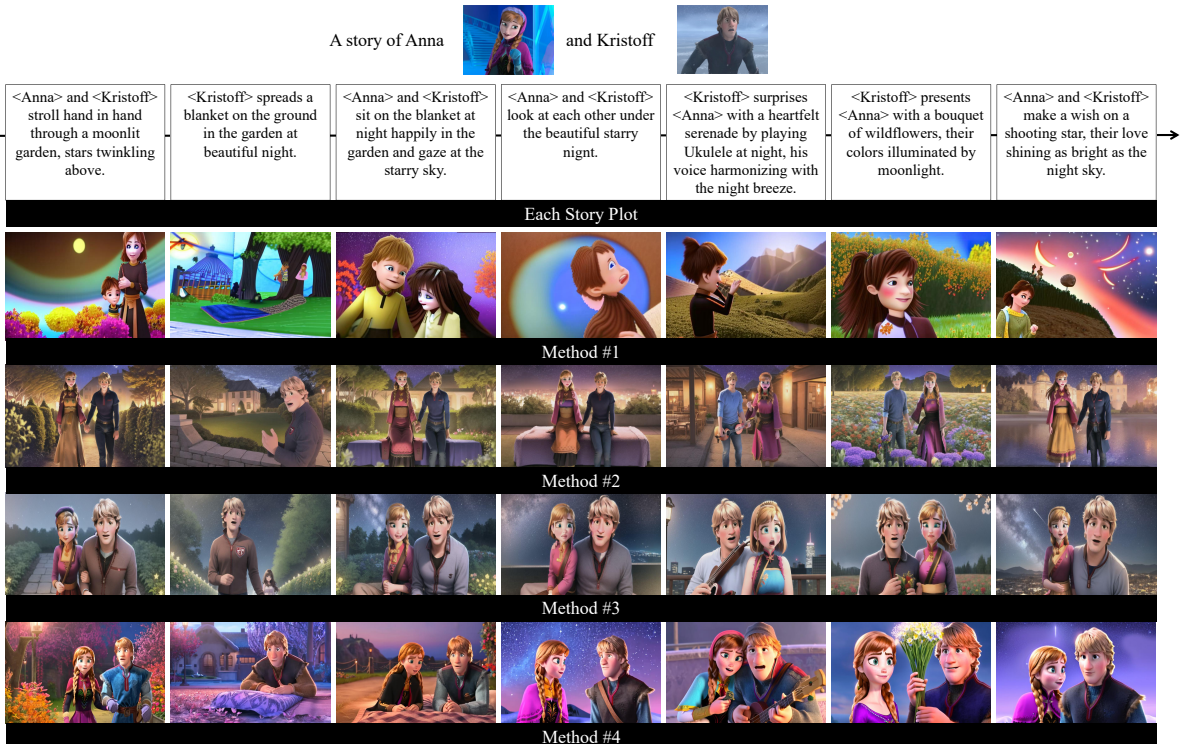 A story of Anna and Kristoff
<Anna> and <Kristoff>
stroll hand in hand
through a moonlit
garden, stars twinkling
above.
<Kristoff> spreads a
blanket on the ground
in the garden at
beautiful night.
<Anna> and <Kristoff>
sit on the blanket at
night happily in the
garden and gaze at the
starry sky.
<Anna> and <Kristoff>
look at each other under
the beautiful starry
nignt.
<Kristoff> surprises
<Anna> with a heartfelt
serenade by playing
Ukulele at night, his
voice harmonizing with
the night breeze.
<Kristoff> presents
<Anna> with a bouquet
of wildflowers, their
colors illuminated by
moonlight.
<Anna> and <Kristoff>
make a wish on a
shooting star, their love
shining as bright as the
night sky.
Each Story Plot
Method #1
Method #2
Method #3
Method #4